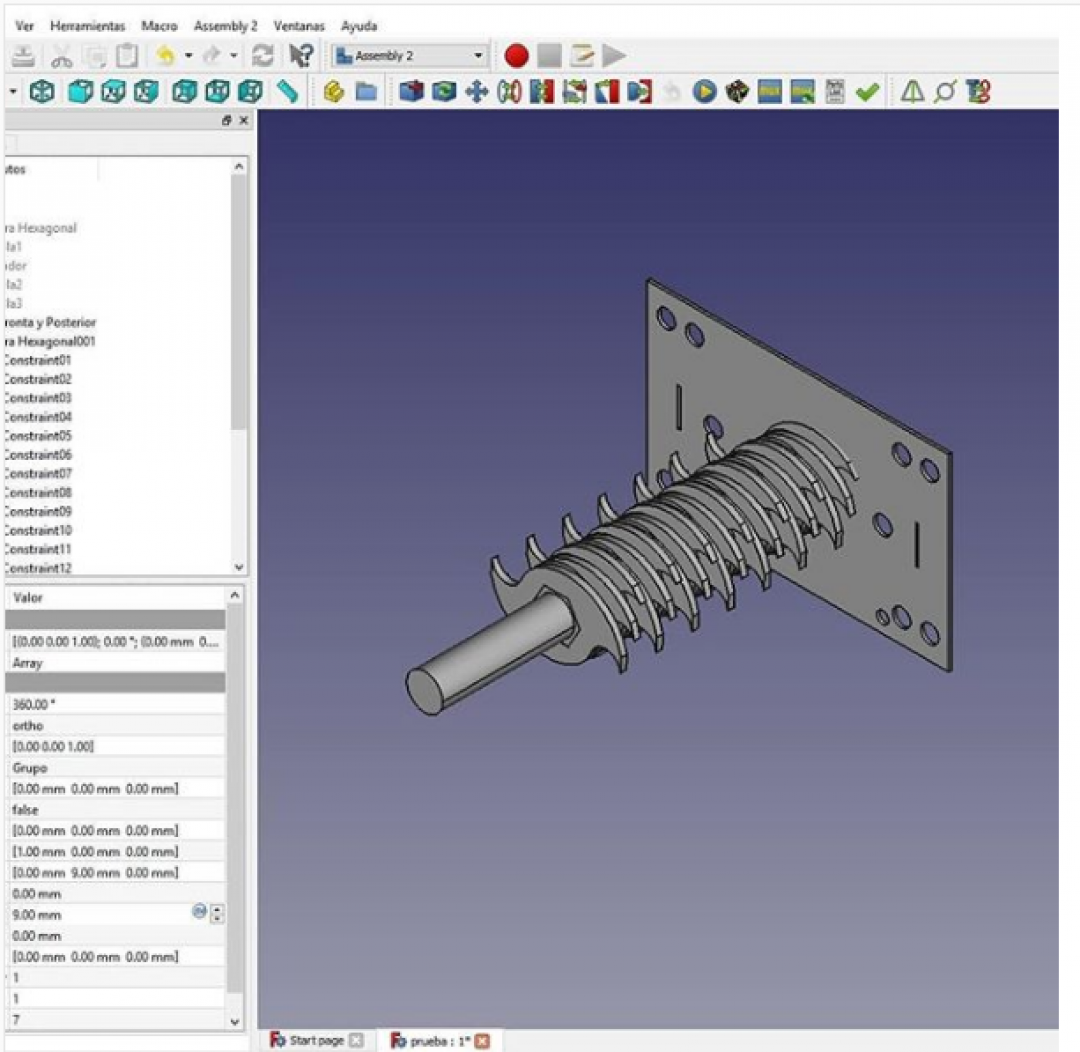 Ver Herramientas Macro Assembly 2 Ventanas Ayuda
Assembly 2
ra Hexagonal
la1
ador
la2
la3
ronta y Posterior
ra Hexagonal001
Constraint01
Constraint02
Constraint03
Constraint04
Constraint05
Constraint06
Constraint07
Constraint08
Constraint09
Constraint10
Constraint11
Constraint12
Valor
[(0.00 0.00 1.00); 0.00 °; (0.00 mm 0....
Array
360.00 °
ortho
[0.00 0.00 1.00]
Grupo
[0.00 mm 0.00 mm 0.00 mm]
false
[0.00 mm 0.00 mm 0.00 mm]
[1.00 mm 0.00 mm 0.00 mm]
[0.00 mm 9.00 mm 0.00 mm]
0.00 mm
9.00 mm
0.00 mm
[0.00 mm 0.00 mm 0.00 mm]
1
1
7
Start page prueba : 1*